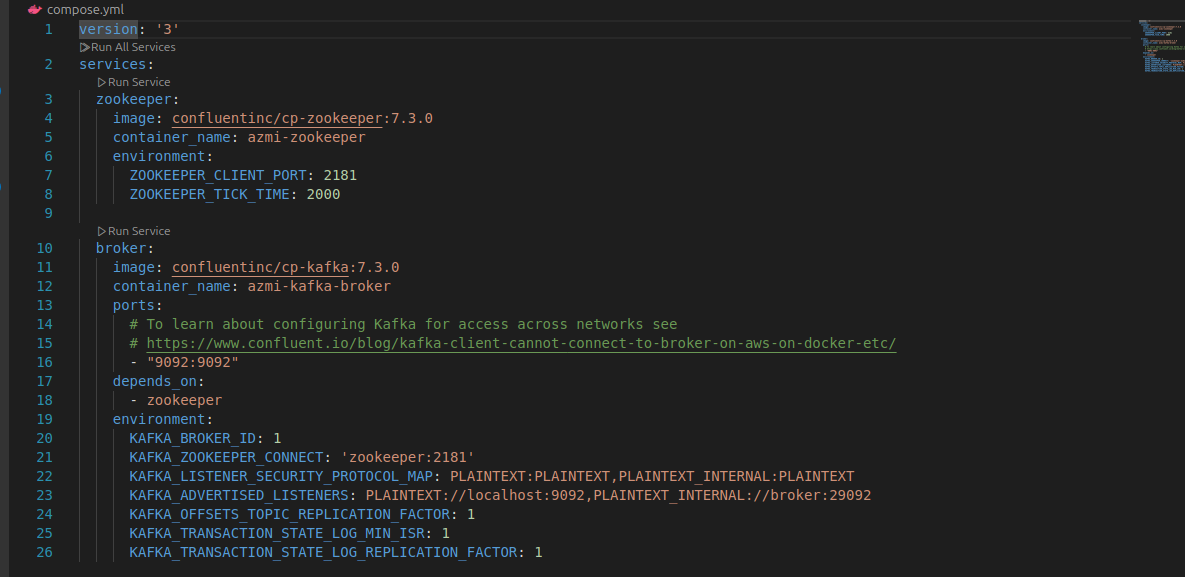 compose.yml
1 version: '3'
Run All Services
2 services:
Run Service
3 zookeeper:
4 image: confluentinc/cp-zookeeper:7.3.0
5 container_name: azmi-zookeeper
6 environment:
7 ZOOKEEPER_CLIENT_PORT: 2181
8 ZOOKEEPER_TICK_TIME: 2000
9
Run Service
10 broker:
11 image: confluentinc/cp-kafka:7.3.0
12 container_name: azmi-kafka-broker
13 ports:
14 # To learn about configuring Kafka for access across networks see
15 # https://www.confluent.io/blog/kafka-client-cannot-connect-to-broker-on-aws-on-docker-etc/
16 - "9092:9092"
17 depends_on:
18 - zookeeper
19 environment:
20 KAFKA_BROKER_ID: 1
21 KAFKA_ZOOKEEPER_CONNECT: 'zookeeper:2181'
22 KAFKA_LISTENER_SECURITY_PROTOCOL_MAP: PLAINTEXT:PLAINTEXT,PLAINTEXT_INTERNAL:PLAINTEXT
23 KAFKA_ADVERTISED_LISTENERS: PLAINTEXT://localhost:9092,PLAINTEXT_INTERNAL://broker:29092
24 KAFKA_OFFSETS_TOPIC_REPLICATION_FACTOR: 1
25 KAFKA_TRANSACTION_STATE_LOG_MIN_ISR: 1
26 KAFKA_TRANSACTION_STATE_LOG_REPLICATION_FACTOR: 1